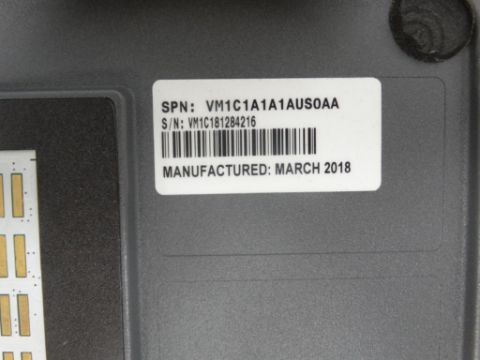 SPN: VM1C1A1A1AUS0AA
S/N: VM1C181284216
MANUFACTURED: MARCH 2018